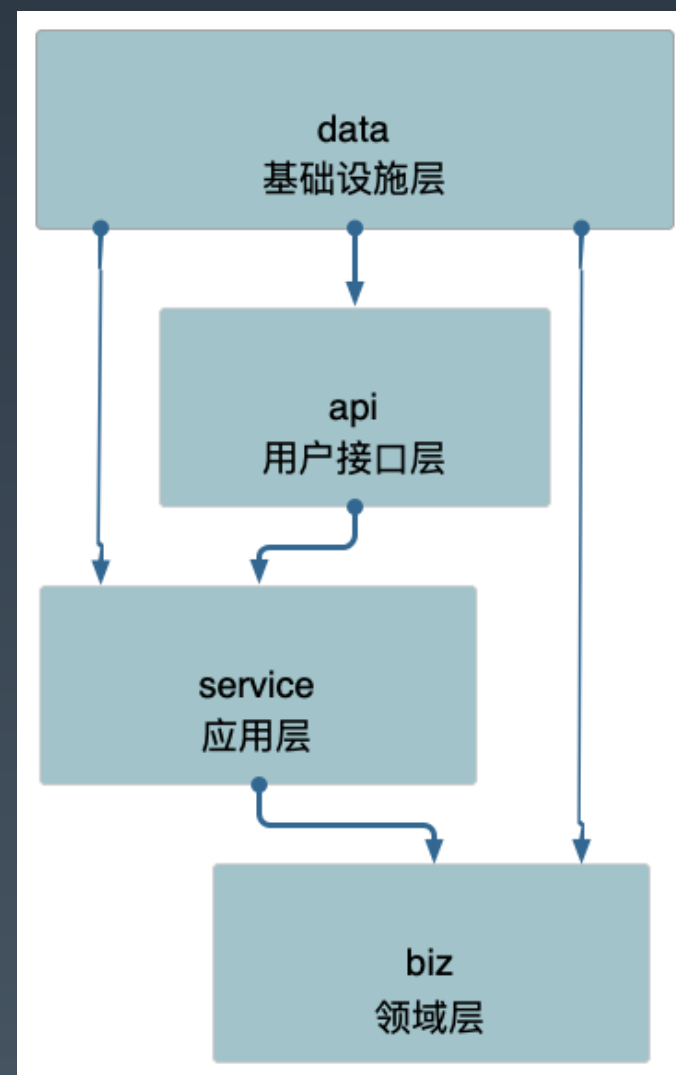 data
基础设施层
api
用户接口层
service
应用层
biz
领域层